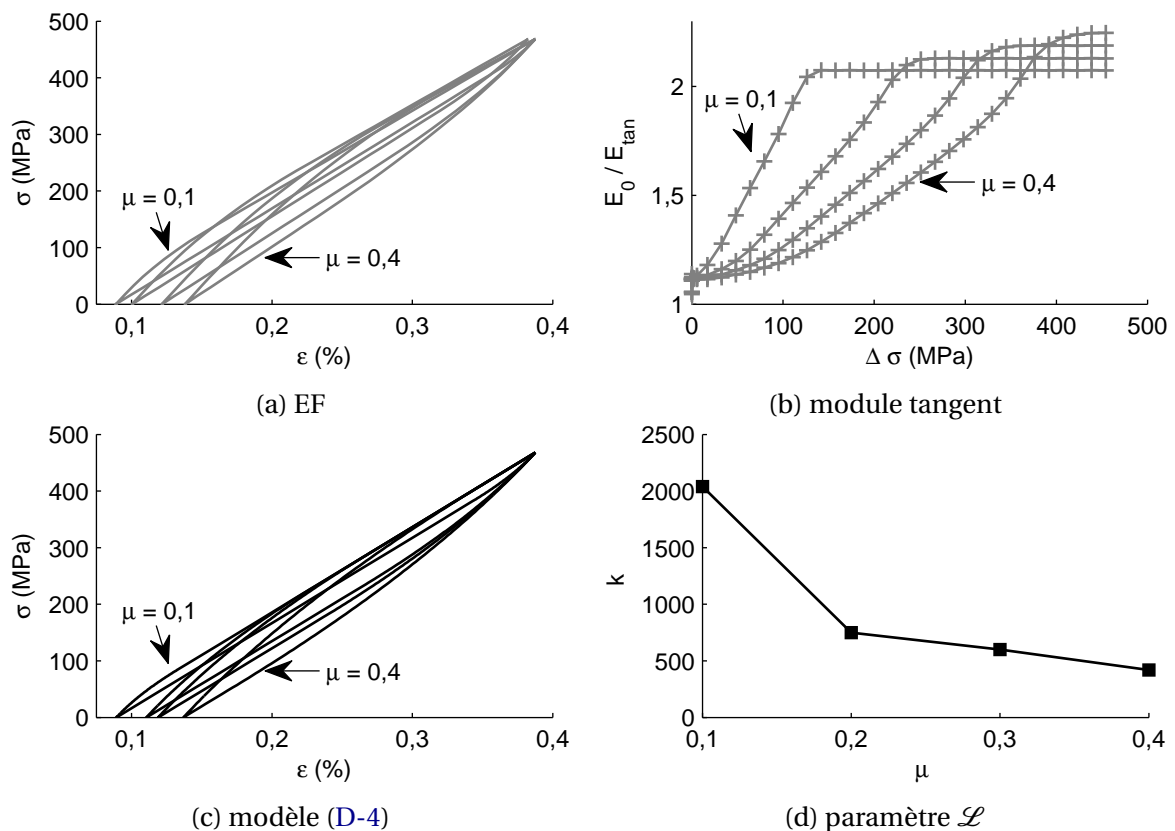 500
400
300
200
100
0
σ (MPa)
μ = 0,1
μ = 0,4
0,1
0,2
0,3
0,4
ε (%)
(a) EF
2
1.5
1
E_0 / E_tan
μ = 0,1
μ = 0,4
0
100
200
300
400
500
Δ σ (MPa)
(b) module tangent
500
400
300
200
100
0
σ (MPa)
μ = 0,1
μ = 0,4
0,1
0,2
0,3
0,4
ε (%)
(c) modèle (D-4)
2500
2000
1500
1000
500
0
k
0,1
0,2
0,3
0,4
μ
(d) paramètre ℒ